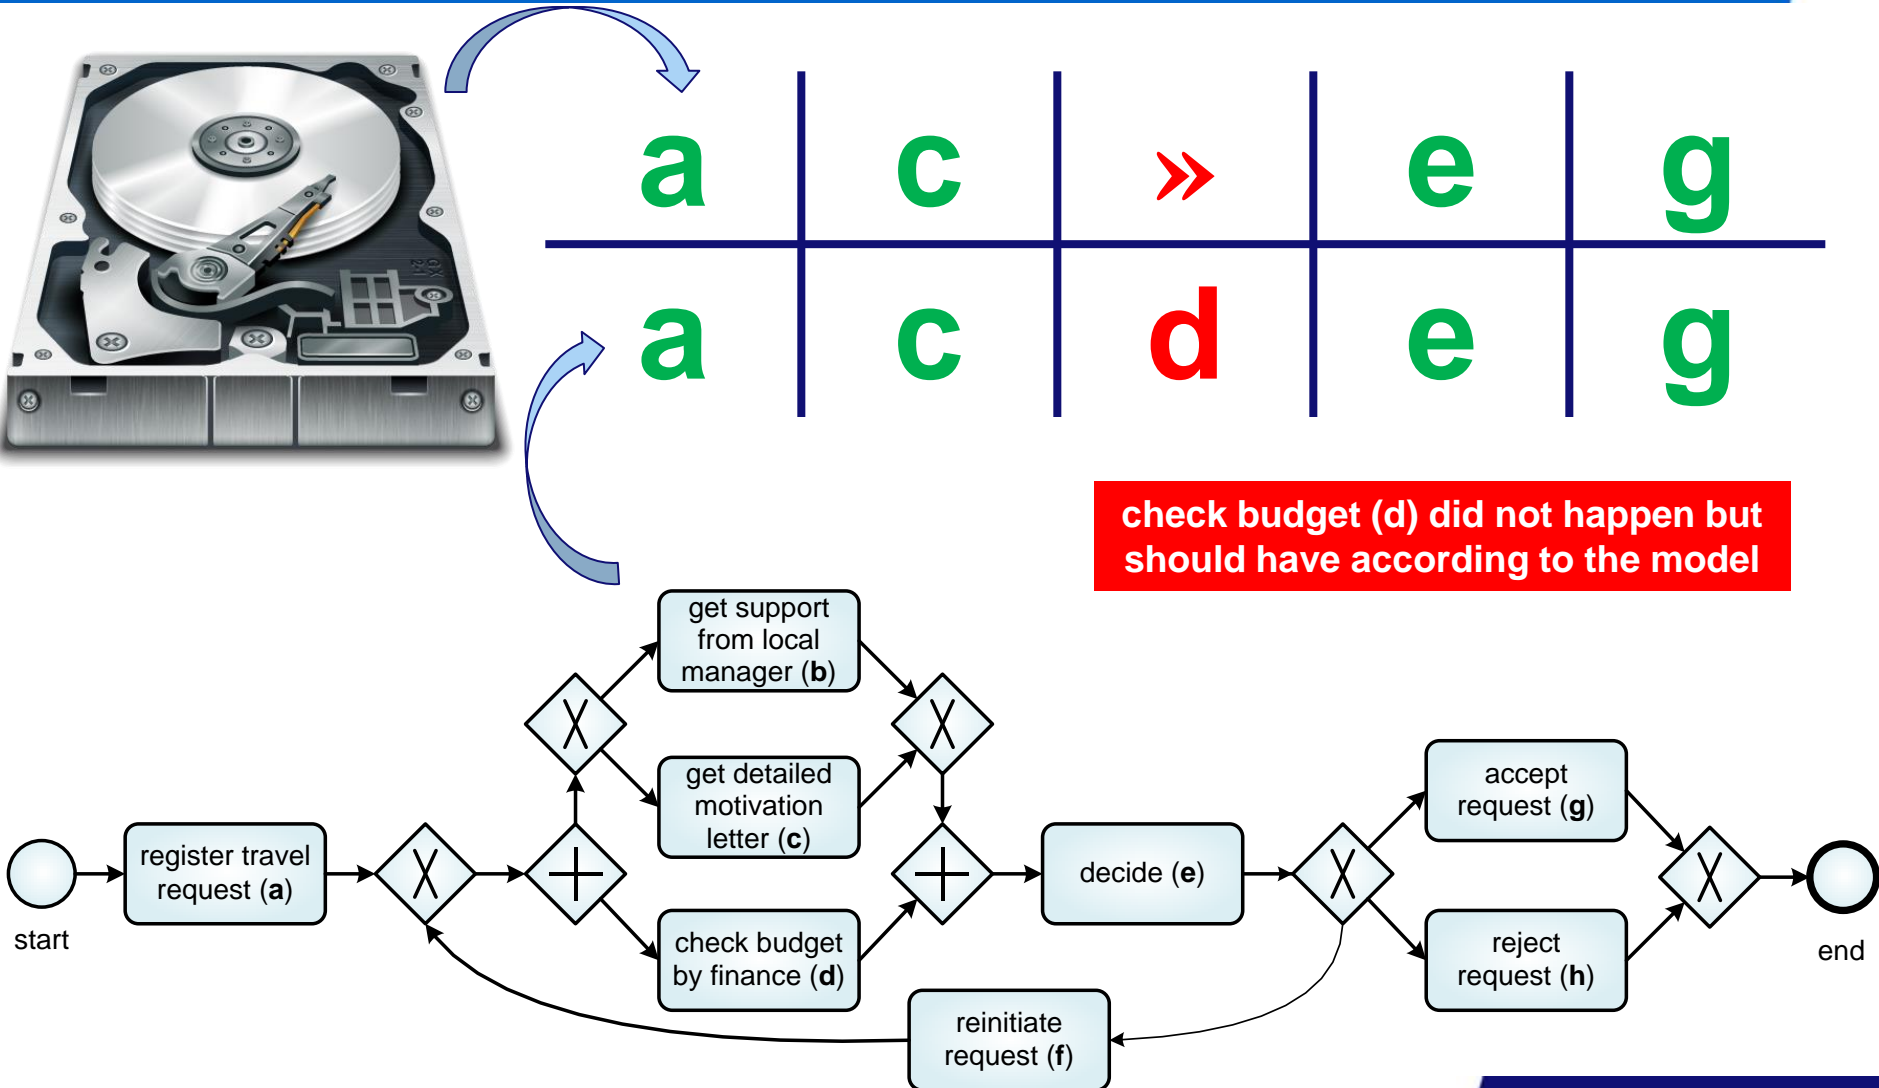 a c » e g
a c d e g
check budget (d) did not happen but
should have according to the model
get support
from local
manager (b)
get detailed
motivation
letter (c)
accept
request (g)
register travel
request (a)
decide (e)
start
check budget
by finance (d)
reject
request (h)
end
reinitiate
request (f)